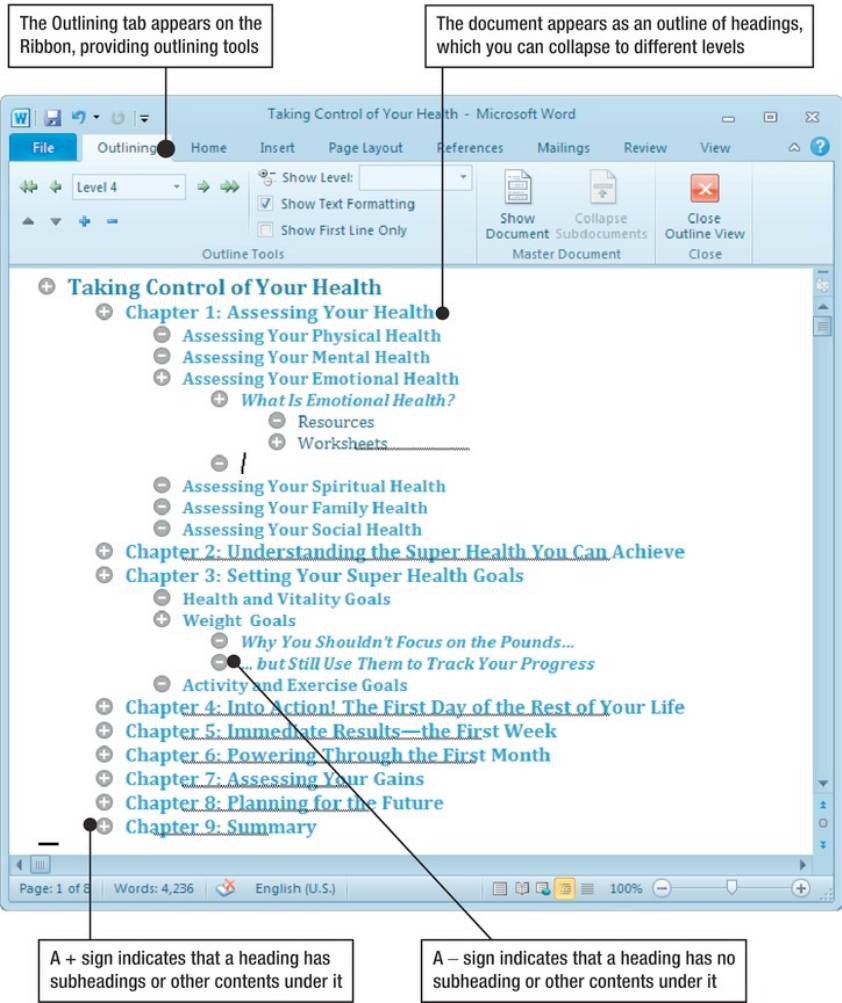 The Outlining tab appears on the
Ribbon, providing outlining tools
The document appears as an outline of headings,
which you can collapse to different levels
W
Taking Control of Your Health - Microsoft Word
File Outlining Home Insert Page Layout References Mailings Review View
Level 4
Show Level:
Show Text Formatting
Show First Line Only
Outline Tools
Show
Document
Collapse
Subdocuments
Master Document
Close
Outline View
Close
Taking Control of Your Health
Chapter 1: Assessing Your Health
Assessing Your Physical Health
Assessing Your Mental Health
Assessing Your Emotional Health
What Is Emotional Health?
Resources
Worksheets
Assessing Your Spiritual Health
Assessing Your Family Health
Assessing Your Social Health
Chapter 2: Understanding the Super Health You Can Achieve
Chapter 3: Setting Your Super Health Goals
Health and Vitality Goals
Weight Goals
Why You Shouldn't Focus on the Pounds...
... but Still Use Them to Track Your Progress
Activity and Exercise Goals
Chapter 4: Into Action! The First Day of the Rest of Your Life
Chapter 5: Immediate Results—the First Week
Chapter 6: Powering Through the First Month
Chapter 7: Assessing Your Gains
Chapter 8: Planning for the Future
Chapter 9: Summary
Page: 1 of 8 Words: 4,236 English (U.S.) 100%
A + sign indicates that a heading has
subheadings or other contents under it
A – sign indicates that a heading has no
subheading or other contents under it